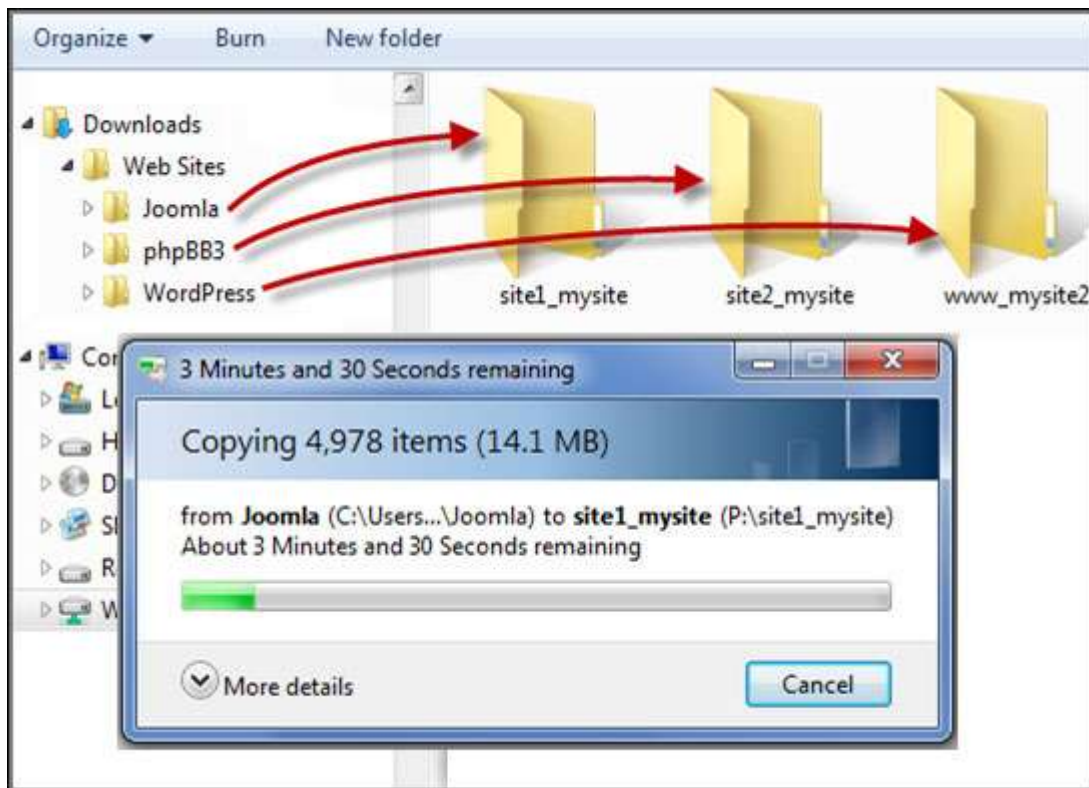 Organize Burn New folder
Downloads
Web Sites
Joomla
phpBB3
WordPress
site1_mysite site2_mysite www_mysite2
3 Minutes and 30 Seconds remaining
Copying 4,978 items (14.1 MB)
from Joomla (C:\Users...\Joomla) to site1_mysite (P:\site1_mysite)
About 3 Minutes and 30 Seconds remaining
More details
Cancel